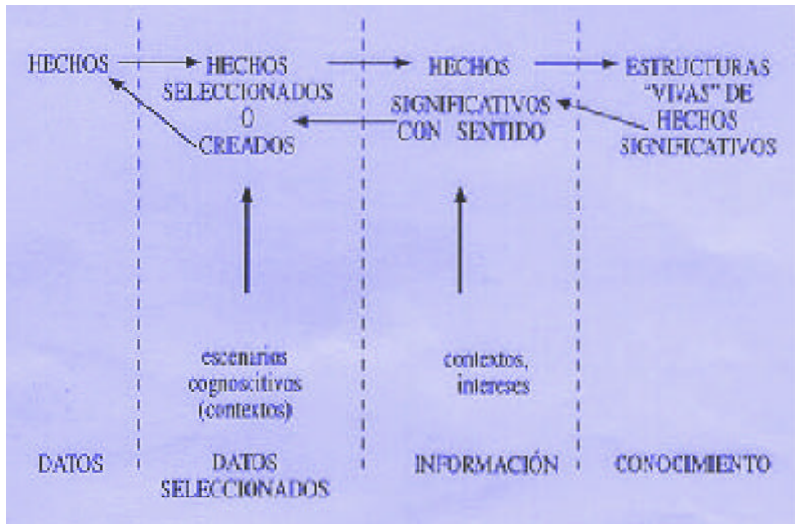 HECHOS
HECHOS
SELECCIONADOS
O
CREADOS
HECHOS
SIGNIFICATIVOS
CON SENTIDO
ESTRUCTURAS
"VIVAS" DE
HECHOS
SIGNIFICATIVOS
escenarios
cognoscitivos
(contextos)
contextos,
intereses
DATOS
DATOS
SELECCIONADOS
INFORMACIÓN
CONOCIMIENTO